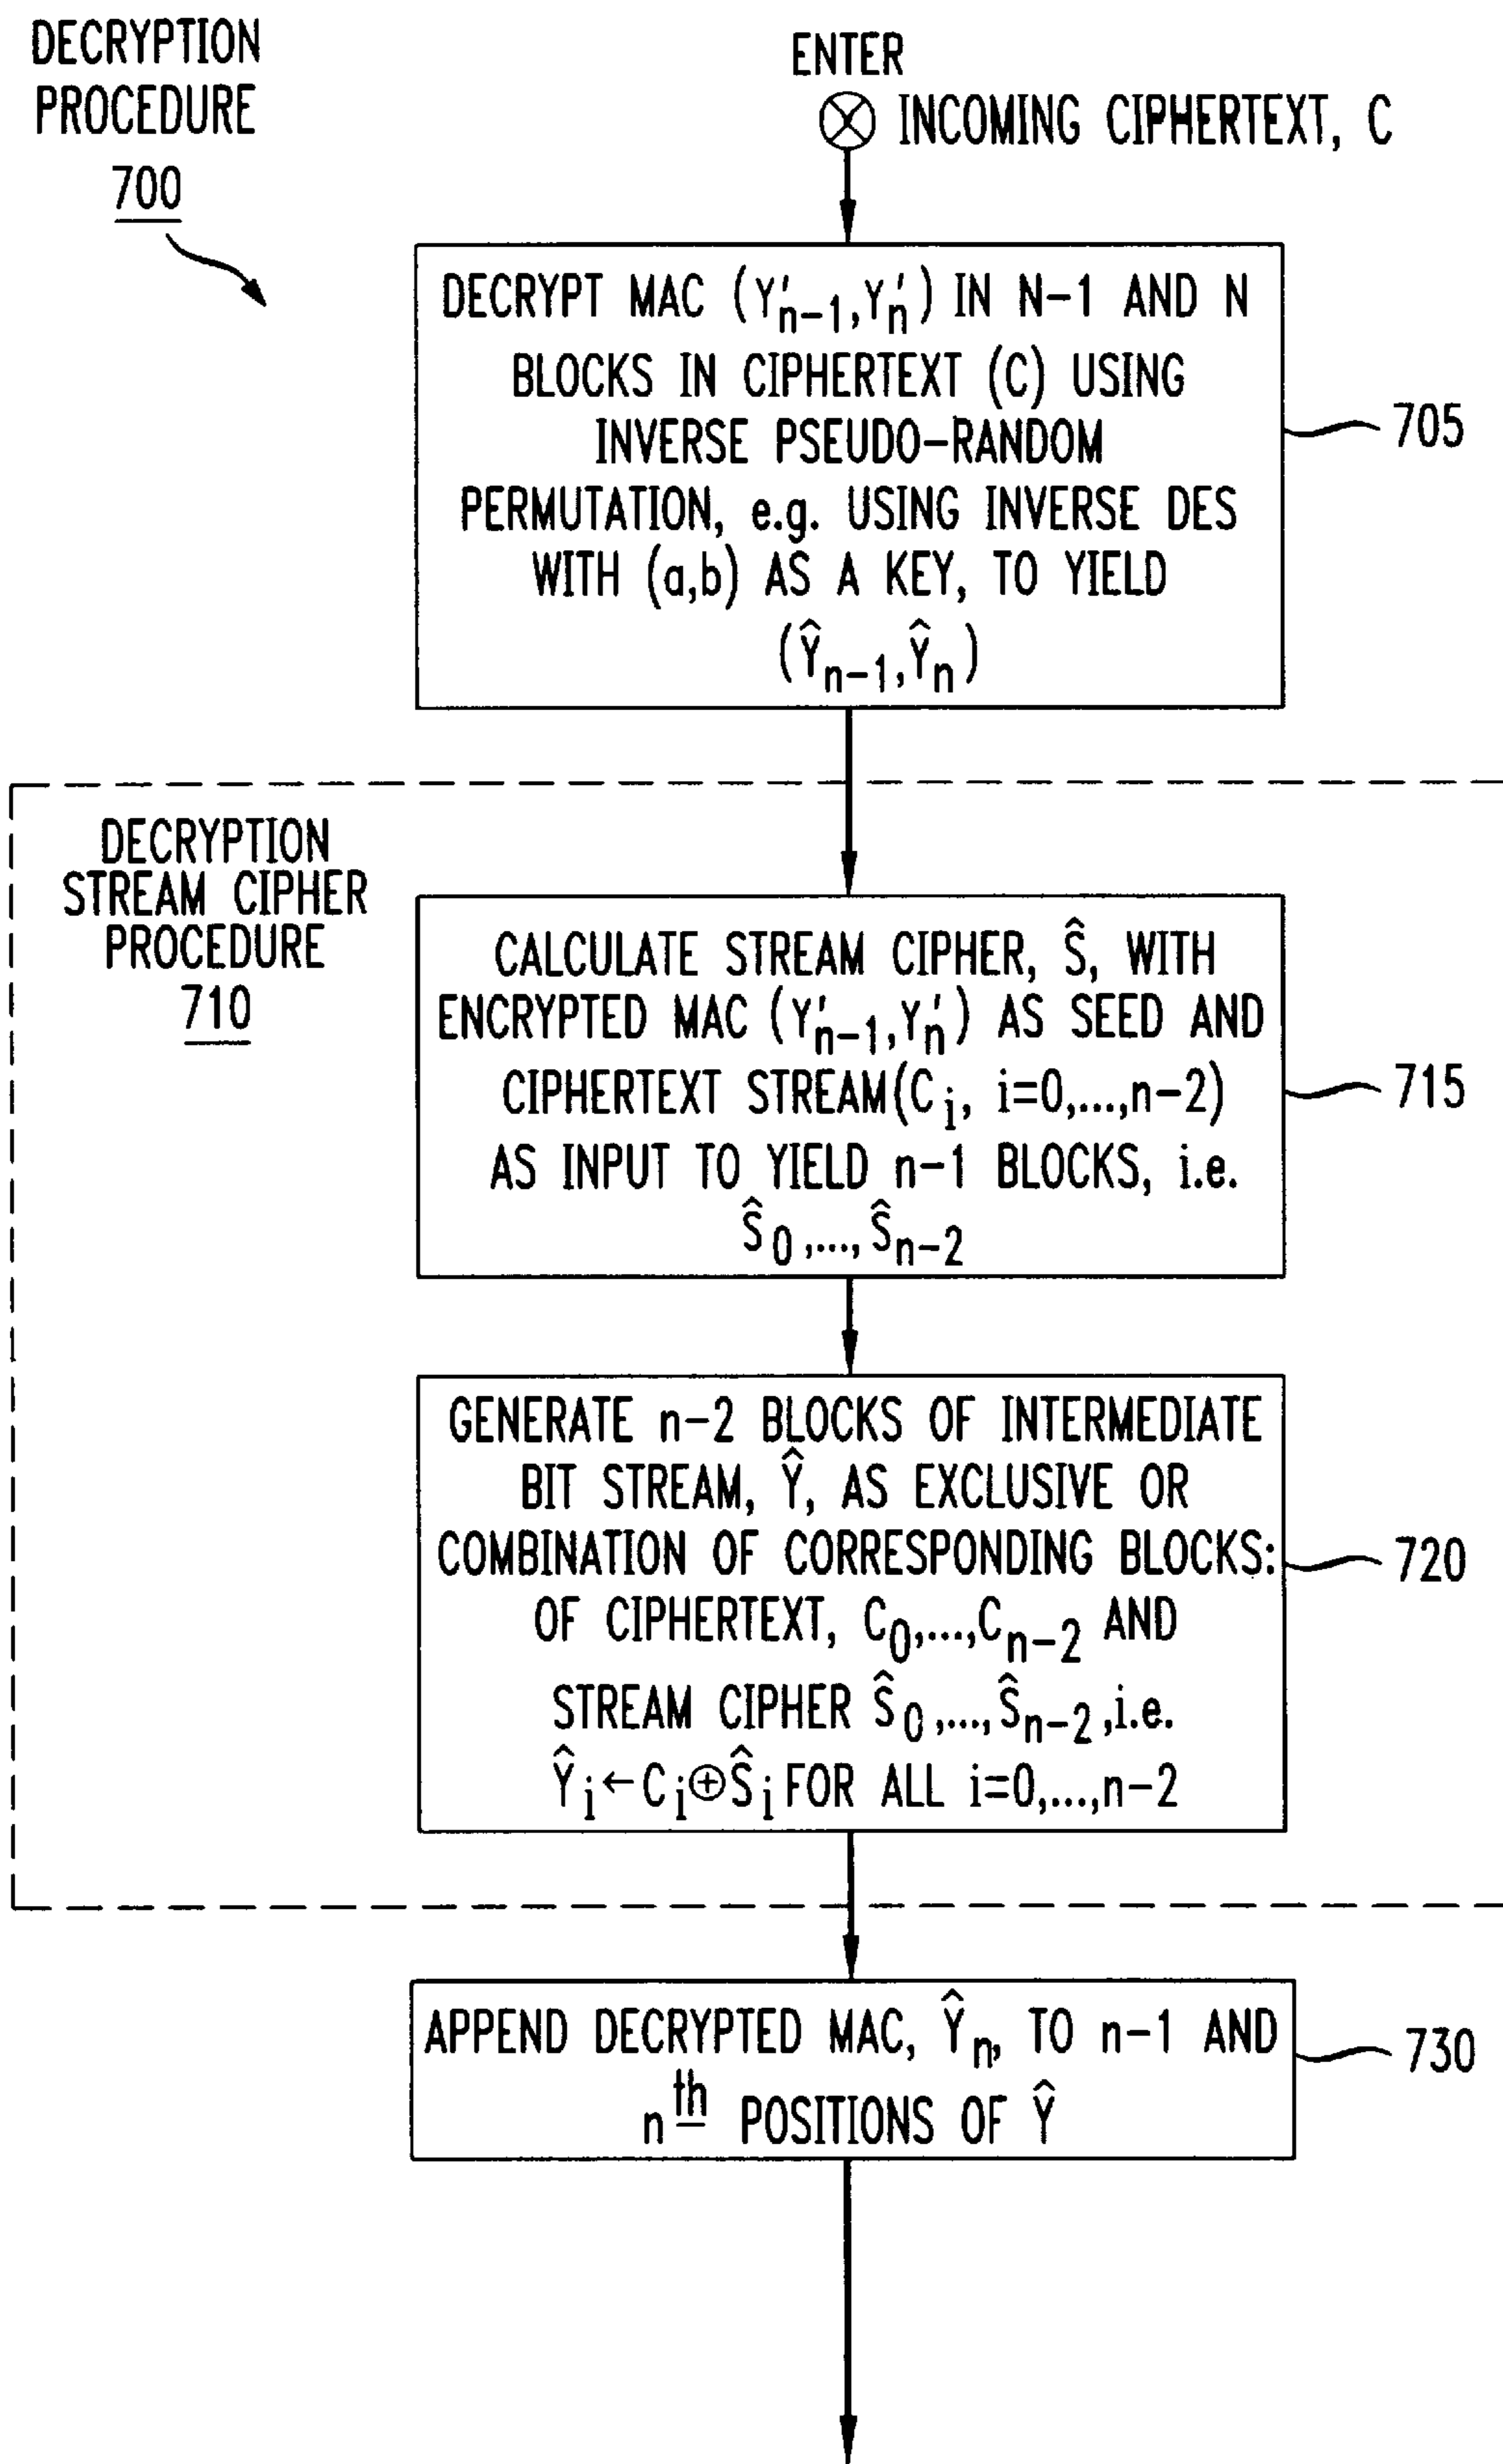 DECRYPTION
PROCEDURE
700
ENTER
INCOMING CIPHERTEXT, C
DECRYPT MAC (Y'n-1,Y'n) IN N-1 AND N
BLOCKS IN CIPHERTEXT (C) USING
INVERSE PSEUDO-RANDOM
PERMUTATION, e.g. USING INVERSE DES
WITH (a,b) AS A KEY, TO YIELD
(Ŷn-1,Ŷn)
705
DECRYPTION
STREAM CIPHER
PROCEDURE
710
CALCULATE STREAM CIPHER, Ŝ, WITH
ENCRYPTED MAC (Y'n-1,Y'n) AS SEED AND
CIPHERTEXT STREAM(Ci, i=0,...,n-2)
AS INPUT TO YIELD n-1 BLOCKS, i.e.
Ŝ0,...,Ŝn-2
715
GENERATE n-2 BLOCKS OF INTERMEDIATE
BIT STREAM, Ŷ, AS EXCLUSIVE OR
COMBINATION OF CORRESPONDING BLOCKS:
OF CIPHERTEXT, C0,...,Cn-2 AND
STREAM CIPHER Ŝ0,...,Ŝn-2,i.e.
Ŷi←Ci⊕Ŝi FOR ALL i=0,...,n-2
720
APPEND DECRYPTED MAC, Ŷn, TO n-1 AND
nth POSITIONS OF Ŷ
730